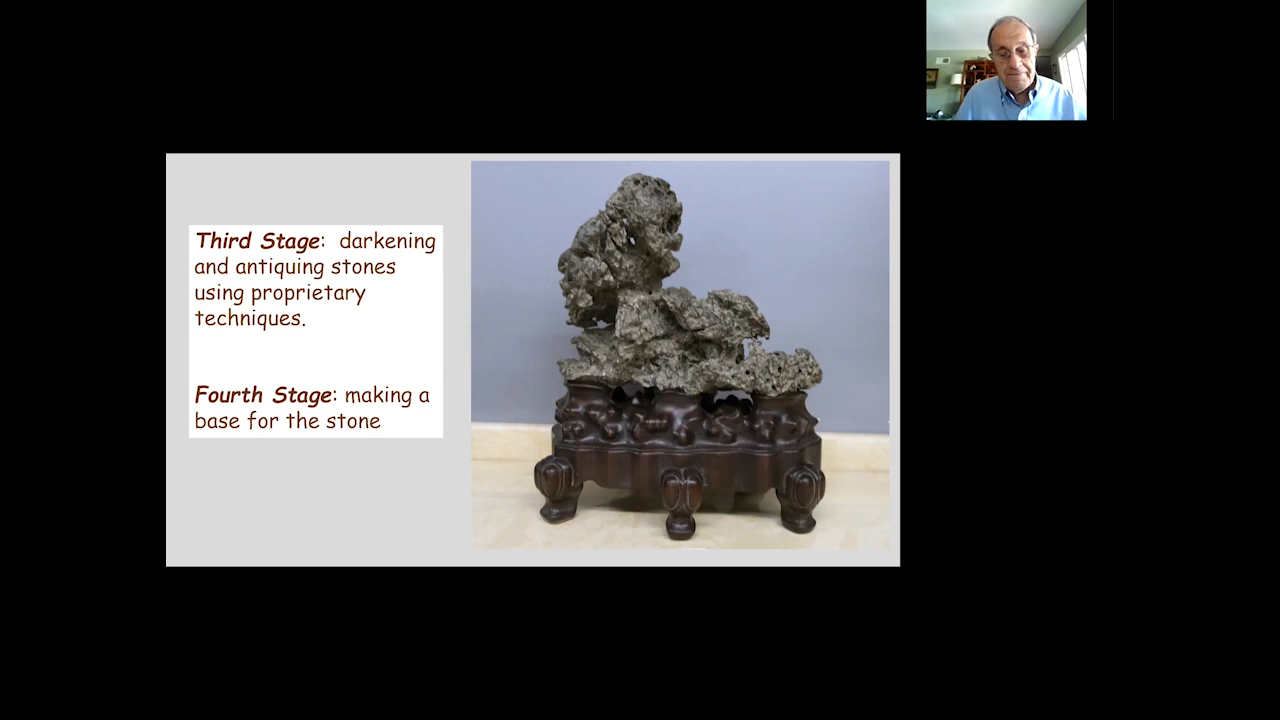 Third Stage: darkening
and antiquing stones
using proprietary
techniques.
Fourth Stage: making a
base for the stone